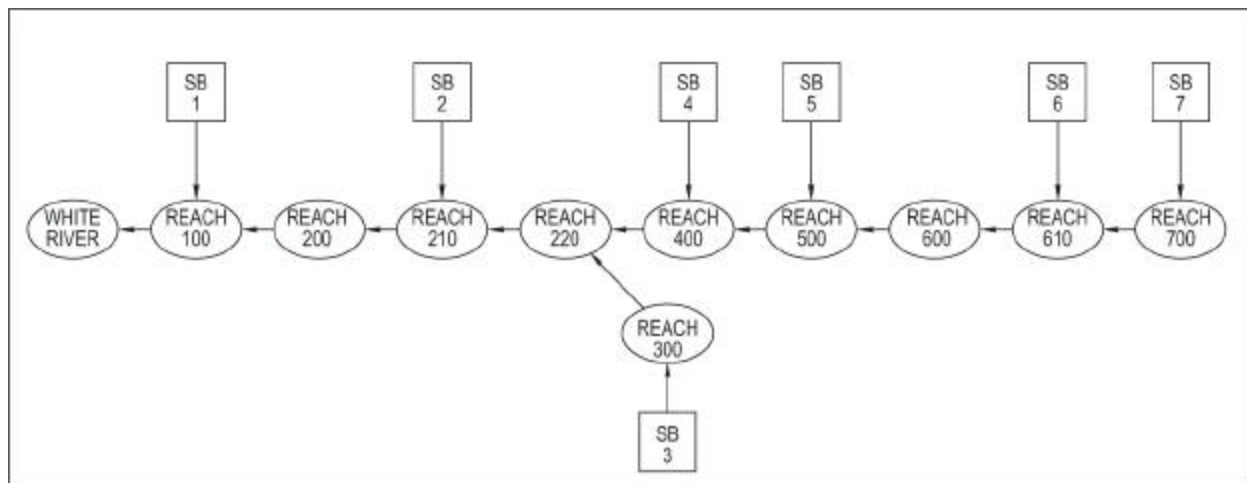 SB
1
SB
2
SB
4
SB
5
SB
6
SB
7
WHITE
RIVER
REACH
100
REACH
200
REACH
210
REACH
220
REACH
400
REACH
500
REACH
600
REACH
610
REACH
700
REACH
300
SB
3